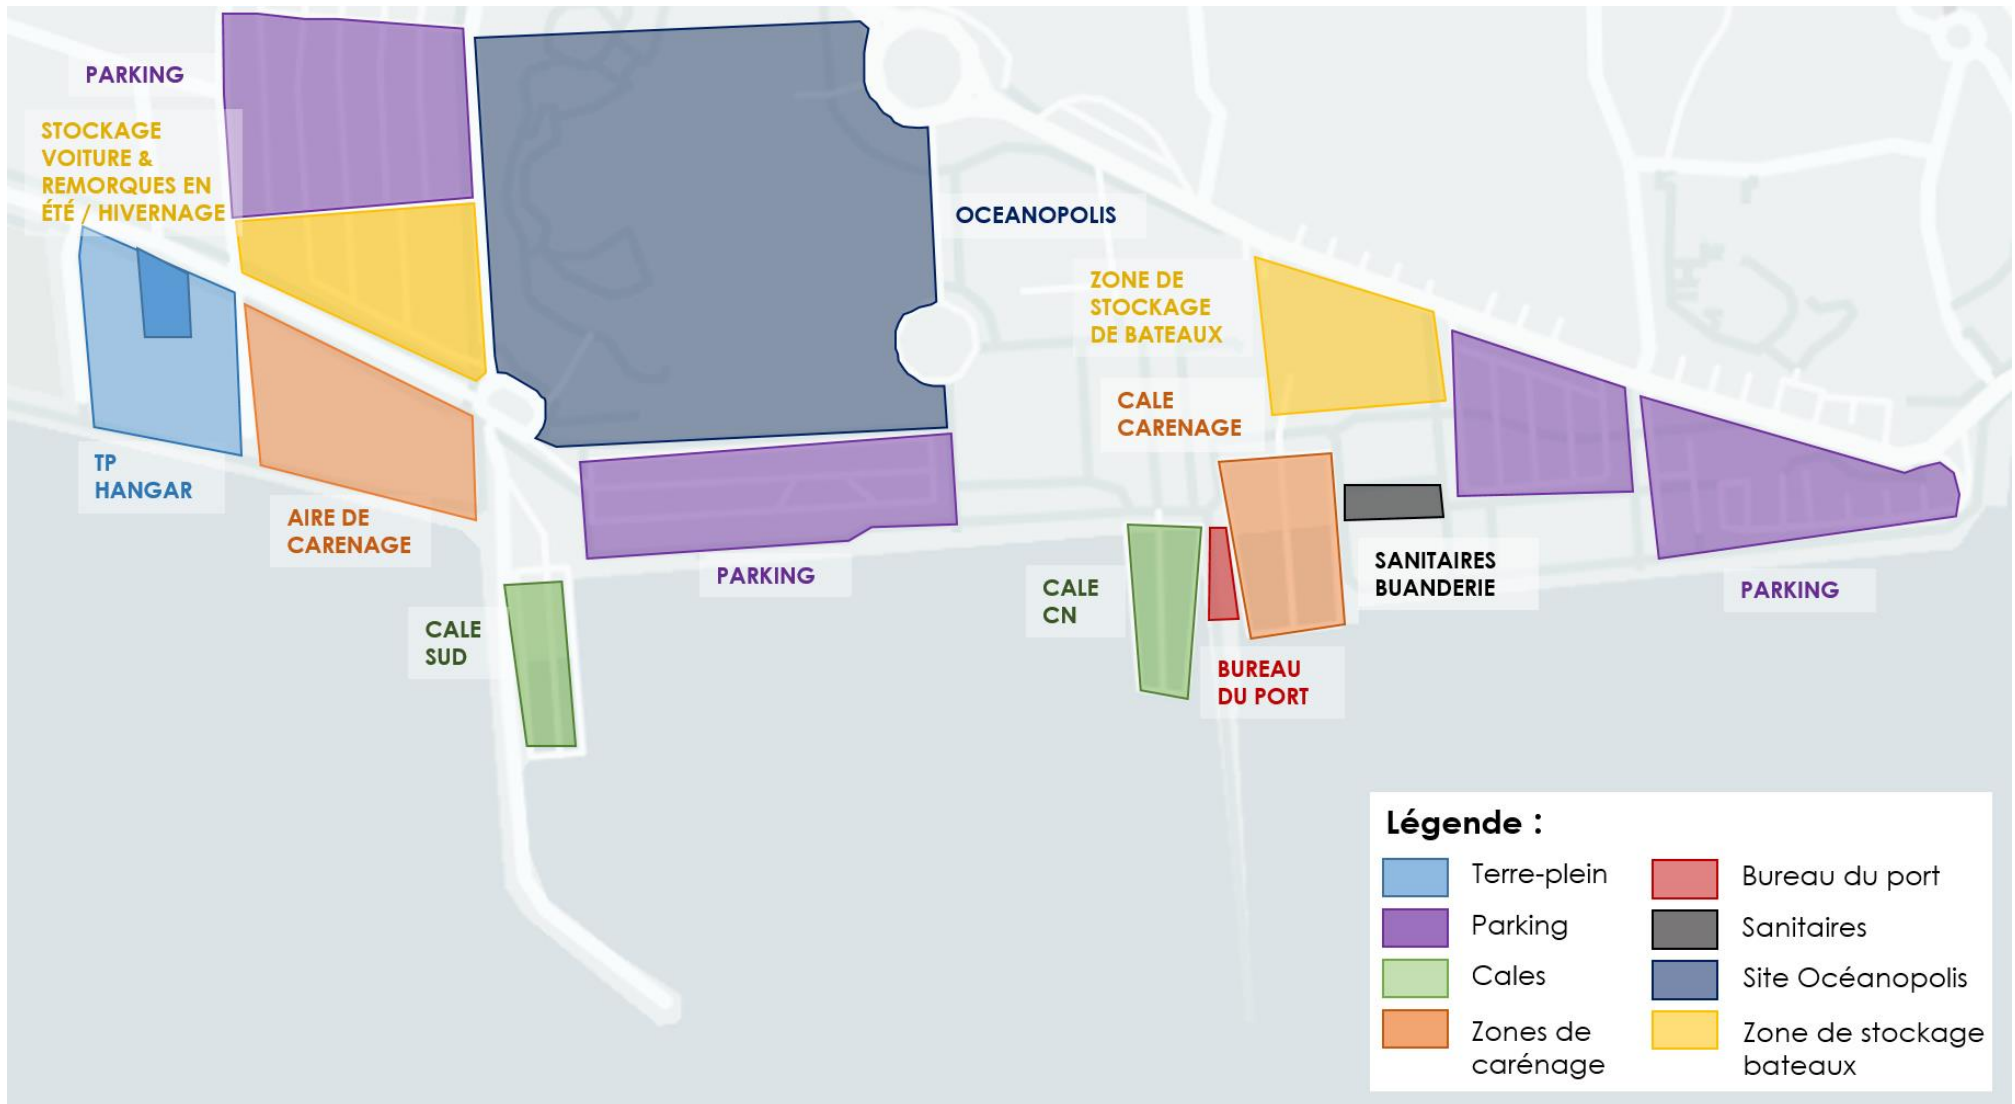 PARKING
STOCKAGE
VOITURE &
REMORQUES EN
ÉTÉ / HIVERNAGE
OCEANOPOLIS
ZONE DE
STOCKAGE
DE BATEAUX
CALE
CARENAGE
TP
HANGAR
AIRE DE
CARENAGE
PARKING
CALE
SUD
CALE
CN
SANITAIRES
BUANDERIE
PARKING
BUREAU
DU PORT
Légende :
Terre-plein
Parking
Cales
Zones de
carénage
Bureau du port
Sanitaires
Site Océanopolis
Zone de stockage
bateaux